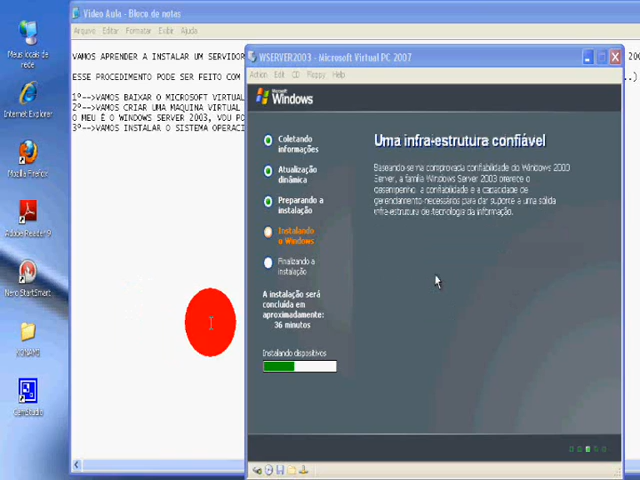 Vídeo Aula - Bloco de notas
Arquivo Editar Formatar Exibir Ajuda
VAMOS APRENDER A INSTALAR UM SERVIDOR
ESSE PROCEDIMENTO PODE SER FEITO COM
1º-->VAMOS BAIXAR O MICROSOFT VIRTUAL
2º-->VAMOS CRIAR UMA MAQUINA VIRTUAL
O MEU É O WINDOWS SERVER 2003, VOU
3º-->VAMOS INSTALAR O SISTEMA
Meus locais de
rede
Internet Explorer
Mozilla Firefox
Adobe Reader 9
Nero StartSmart
KONAMI
CamStudio
WSERVER2003 - Microsoft Virtual PC 2007
Action Edit CD Floppy Help
Microsoft
Windows
Coletando
informações
Atualização
dinâmica
Preparando a
instalação
Instalando
o Windows
Finalizando a
instalação
A instalação será
concluída em
aproximadamente:
36 minutos
Instalando dispositivos
Uma infra-estrutura confiável
Baseando-se na comprovada confiabilidade do Windows 2000
Server, a família Windows Server 2003 oferece o
desempenho, a confiabilidade e a capacidade de
gerenciamento necessários para dar suporte a uma sólida
infra-estrutura de tecnologia da informação.